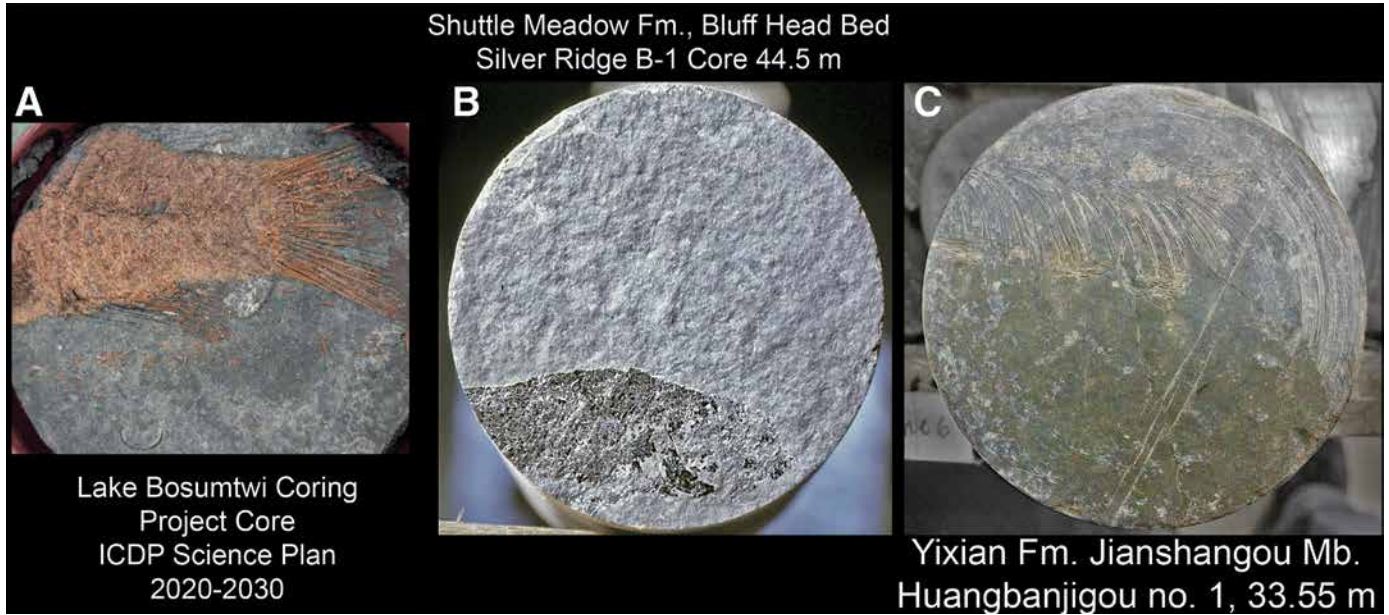 Shuttle Meadow Fm., Bluff Head Bed
Silver Ridge B-1 Core 44.5 m
A
B
C
Lake Bosumtwi Coring
Project Core
ICDP Science Plan
2020-2030
Yixian Fm. Jianshangou Mb.
Huangbanjigou no. 1, 33.55 m